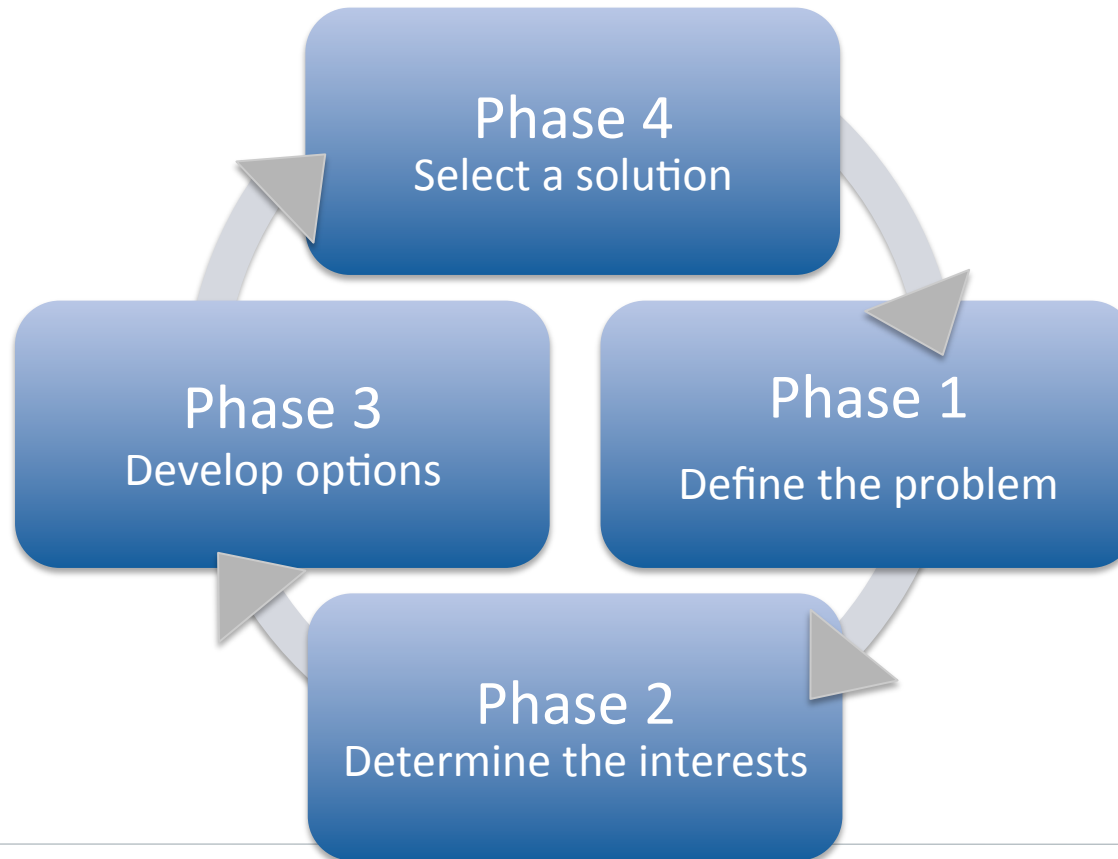 Phase 4
Select a solution
Phase 3
Develop options
Phase 1
Define the problem
Phase 2
Determine the interests